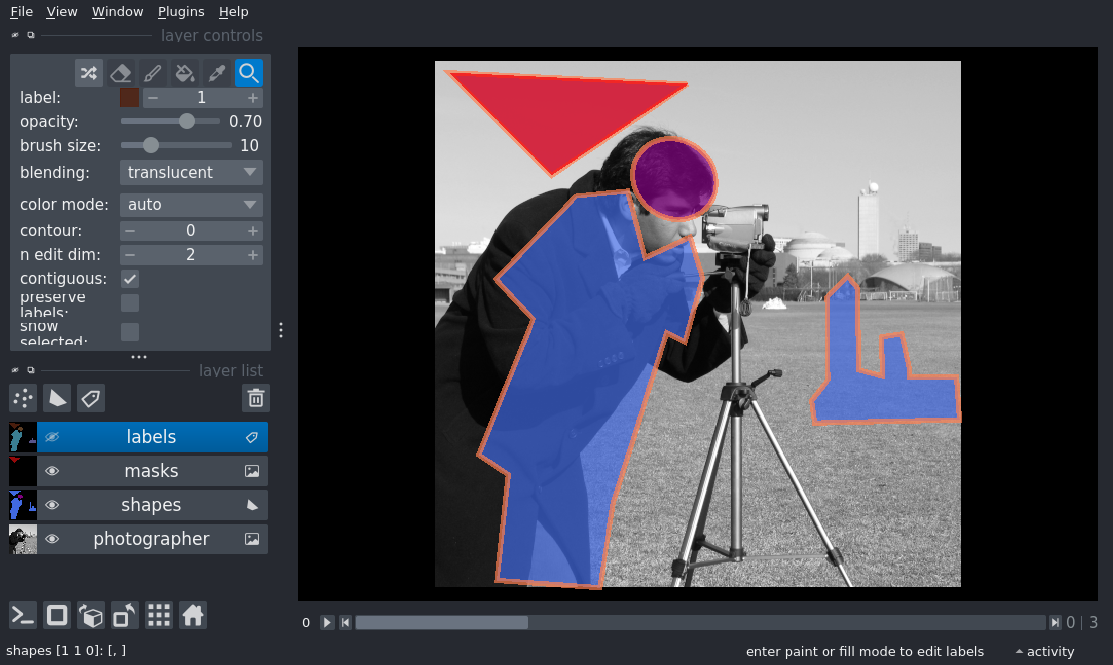 File View Window Plugins Help
layer controls
label: 1
opacity: 0.70
brush size: 10
blending: translucent
color mode: auto
contour: 0
n edit dim: 2
contiguous:
preserve
labels:
show
selected:
layer list
labels
masks
shapes
photographer
0 0 | 3
shapes [1 1 0]: [, ] enter paint or fill mode to edit labels activity